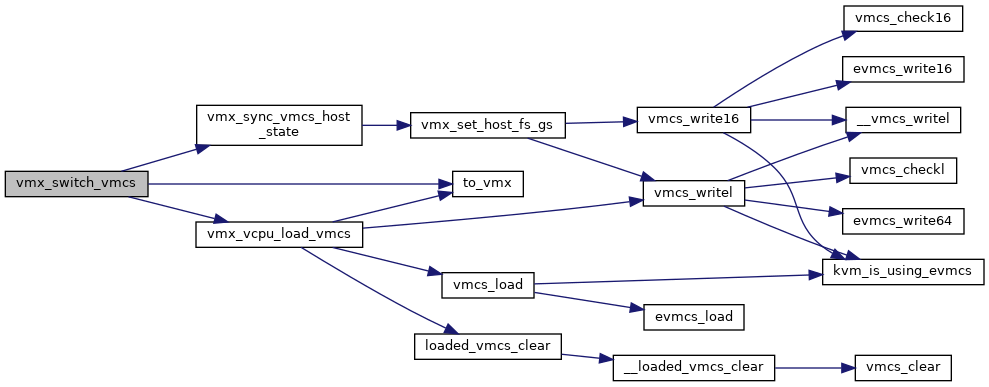 vmx_switch_vmcs
vmx_sync_vmcs_host
_state
to_vmx
vmx_vcpu_load_vmcs
vmx_set_host_fs_gs
vmcs_load
loaded_vmcs_clear
vmcs_write16
vmcs_writel
evmcs_load
__loaded_vmcs_clear
vmcs_check16
evmcs_write16
__vmcs_writel
vmcs_checkl
evmcs_write64
kvm_is_using_evmcs
vmcs_clear